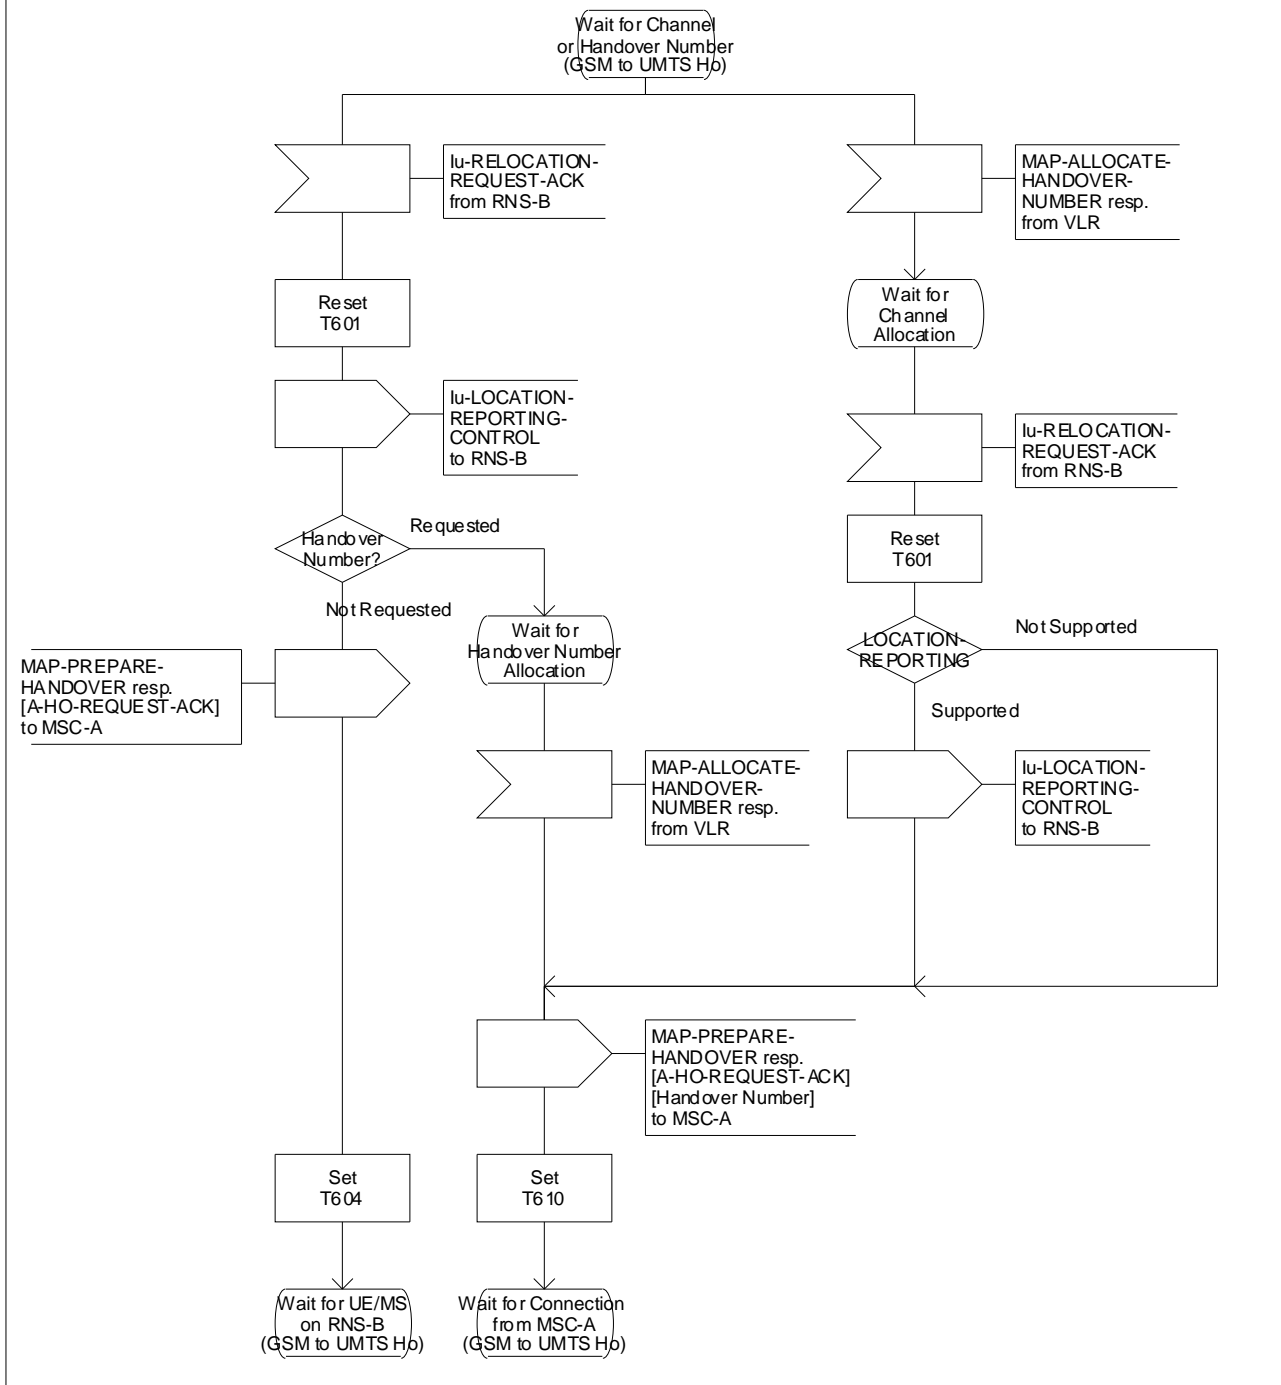 Wait for Channel
or Handover Number
(GSM to UMTS Ho)
Iu-RELOCATION-
REQUEST-ACK
from RNS-B
MAP-ALLOCATE-
HANDOVER-
NUMBER resp.
from VLR
Reset
T601
Wait for
Channel
Allocation
Iu-LOCATION-
REPORTING-
CONTROL
to RNS-B
Iu-RELOCATION-
REQUEST-ACK
from RNS-B
Handover
Number?
Requested
Not Requested
Reset
T601
Wait for
Handover Number
Allocation
LOCATION-
REPORTING
Not Supported
Supported
MAP-PREPARE-
HANDOVER resp.
[A-HO-REQUEST-ACK]
to MSC-A
MAP-ALLOCATE-
HANDOVER-
NUMBER resp.
from VLR
Iu-LOCATION-
REPORTING-
CONTROL
to RNS-B
MAP-PREPARE-
HANDOVER resp.
[A-HO-REQUEST-ACK]
[Handover Number]
to MSC-A
Set
T604
Set
T610
Wait for UE/MS
on RNS-B
(GSM to UMTS Ho)
Wait for Connection
from MSC-A
(GSM to UMTS Ho)